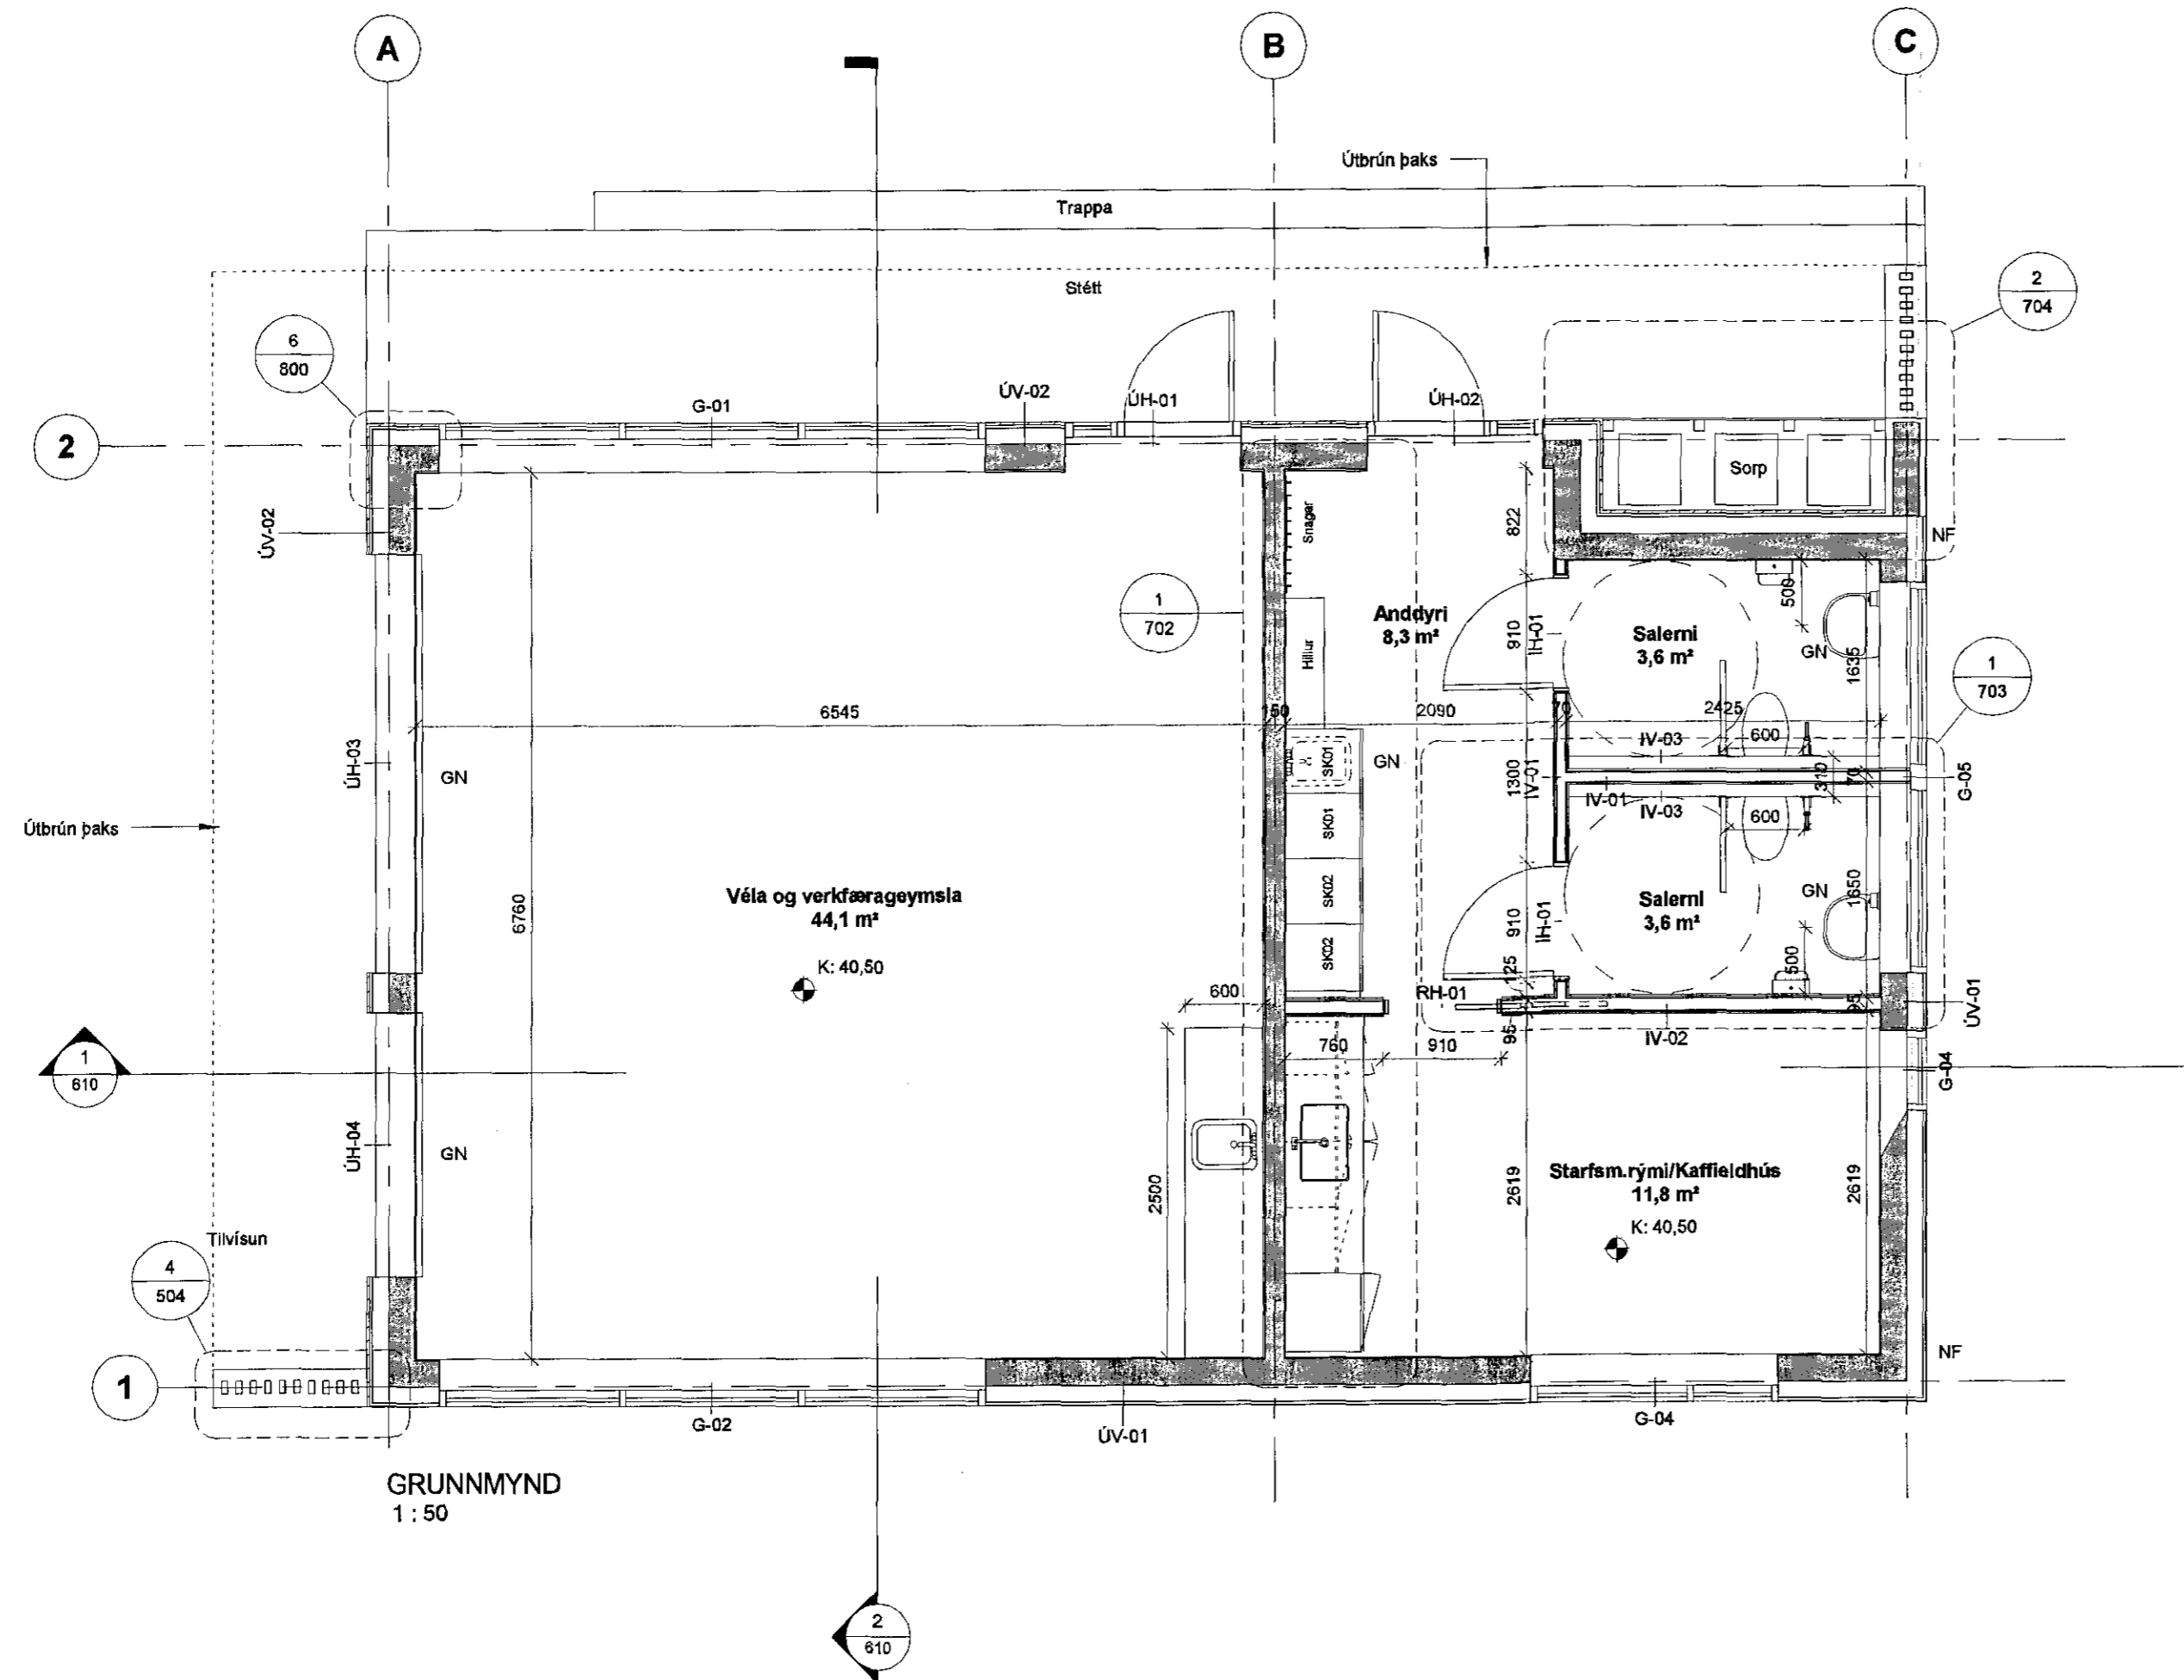 A
B
C
Útbrún þaks
Trappa
Stétt
2
704
6
800
G-01
ÚV-02
ÚH-01
ÚH-02
2
Sorp
ÚV-02
Snagar
822
NF
1
702
Hillur
Anddyri
8,3 m²
910
IH-01
Salerni
3,6 m²
500
GN
1635
1
703
6545
150
2090
70
2425
ÚH-03
GN
SK01
GN
IV-03
600
1300
IV-01
IV-01
310
70
G-05
Útbrún þaks
SK01
IV-03
600
6760
Véla og verkfærageymsla
44,1 m²
K: 40,50
SK02
SK02
910
IH-01
Salerni
3,6 m²
GN
1650
500
125
600
RH-01
95
95
ÚV-01
IV-02
760
910
1
610
G-04
ÚH-04
GN
2500
2619
Starfsm.rými/Kaffieldhús
11,8 m²
K: 40,50
2619
Tilvísun
4
504
NF
1
G-02
ÚV-01
G-04
GRUNNMYND
1 : 50
2
610